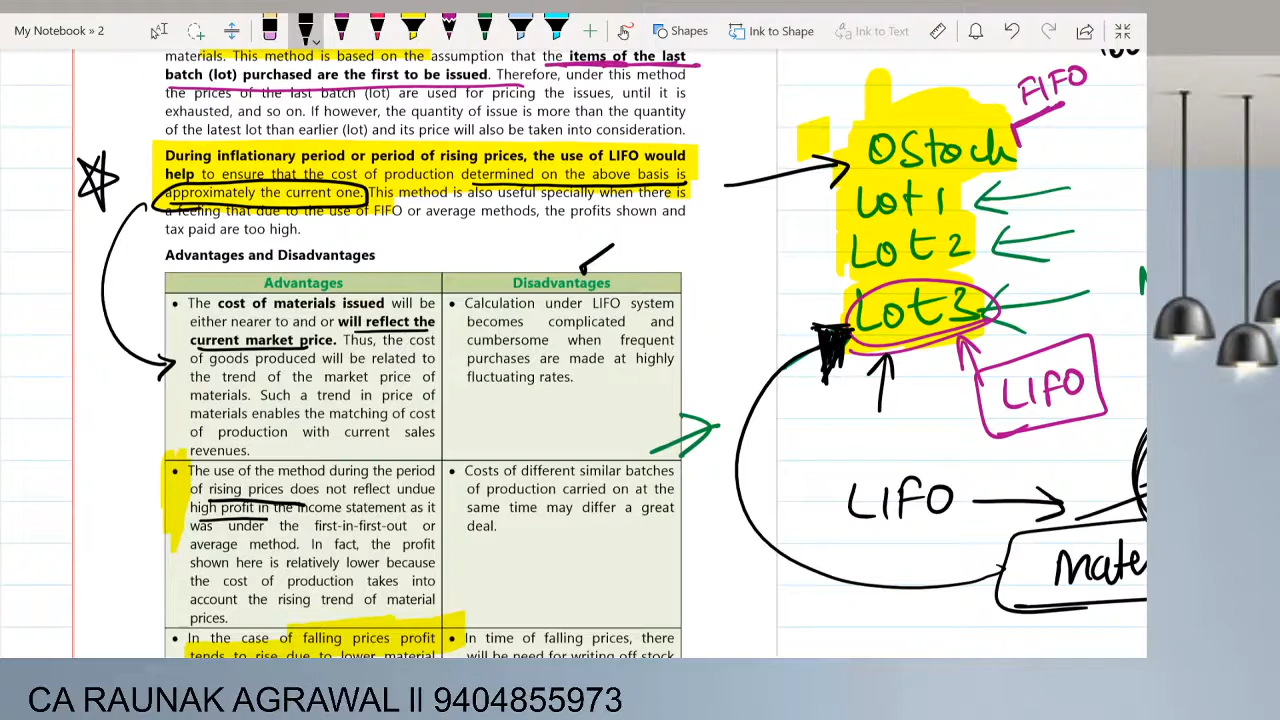 My Notebook » 2
Shapes
Ink to Shape
Ink to Text
materials. This method is based on the assumption that the items of the last
batch (lot) purchased are the first to be issued. Therefore, under this method
the prices of the last batch (lot) are used for pricing the issues, until it is
exhausted, and so on. If however, the quantity of issue is more than the quantity
of the latest lot than earlier (lot) and its price will also be taken into consideration.
During inflationary period or period of rising prices, the use of LIFO would
help to ensure that the cost of production determined on the above basis is
approximately the current one. This method is also useful specially when there is
a feeling that due to the use of FIFO or average methods, the profits shown and
tax paid are too high.
Advantages and Disadvantages
Advantages
• The cost of materials issued will be
either nearer to and or will reflect the
current market price. Thus, the cost
of goods produced will be related to
the trend of the market price of
materials. Such a trend in price of
materials enables the matching of cost
of production with current sales
revenues.
Disadvantages
• Calculation under LIFO system
becomes complicated and
cumbersome when frequent
purchases are made at highly
fluctuating rates.
• The use of the method during the period
of rising prices does not reflect undue
high profit in the income statement as it
was under the first-in-first-out or
average method. In fact, the profit
shown here is relatively lower because
the cost of production takes into
account the rising trend of material
prices.
• Costs of different similar batches
of production carried on at the
same time may differ a great
deal.
• In the case of falling prices profit
tends to rise due to lower material
• In time of falling prices, there
will be need for writing off stock
FIFO
OStock
Lot 1
Lot 2
Lot 3
LIFO
LIFO
Mate
CA RAUNAK AGRAWAL ll 9404855973